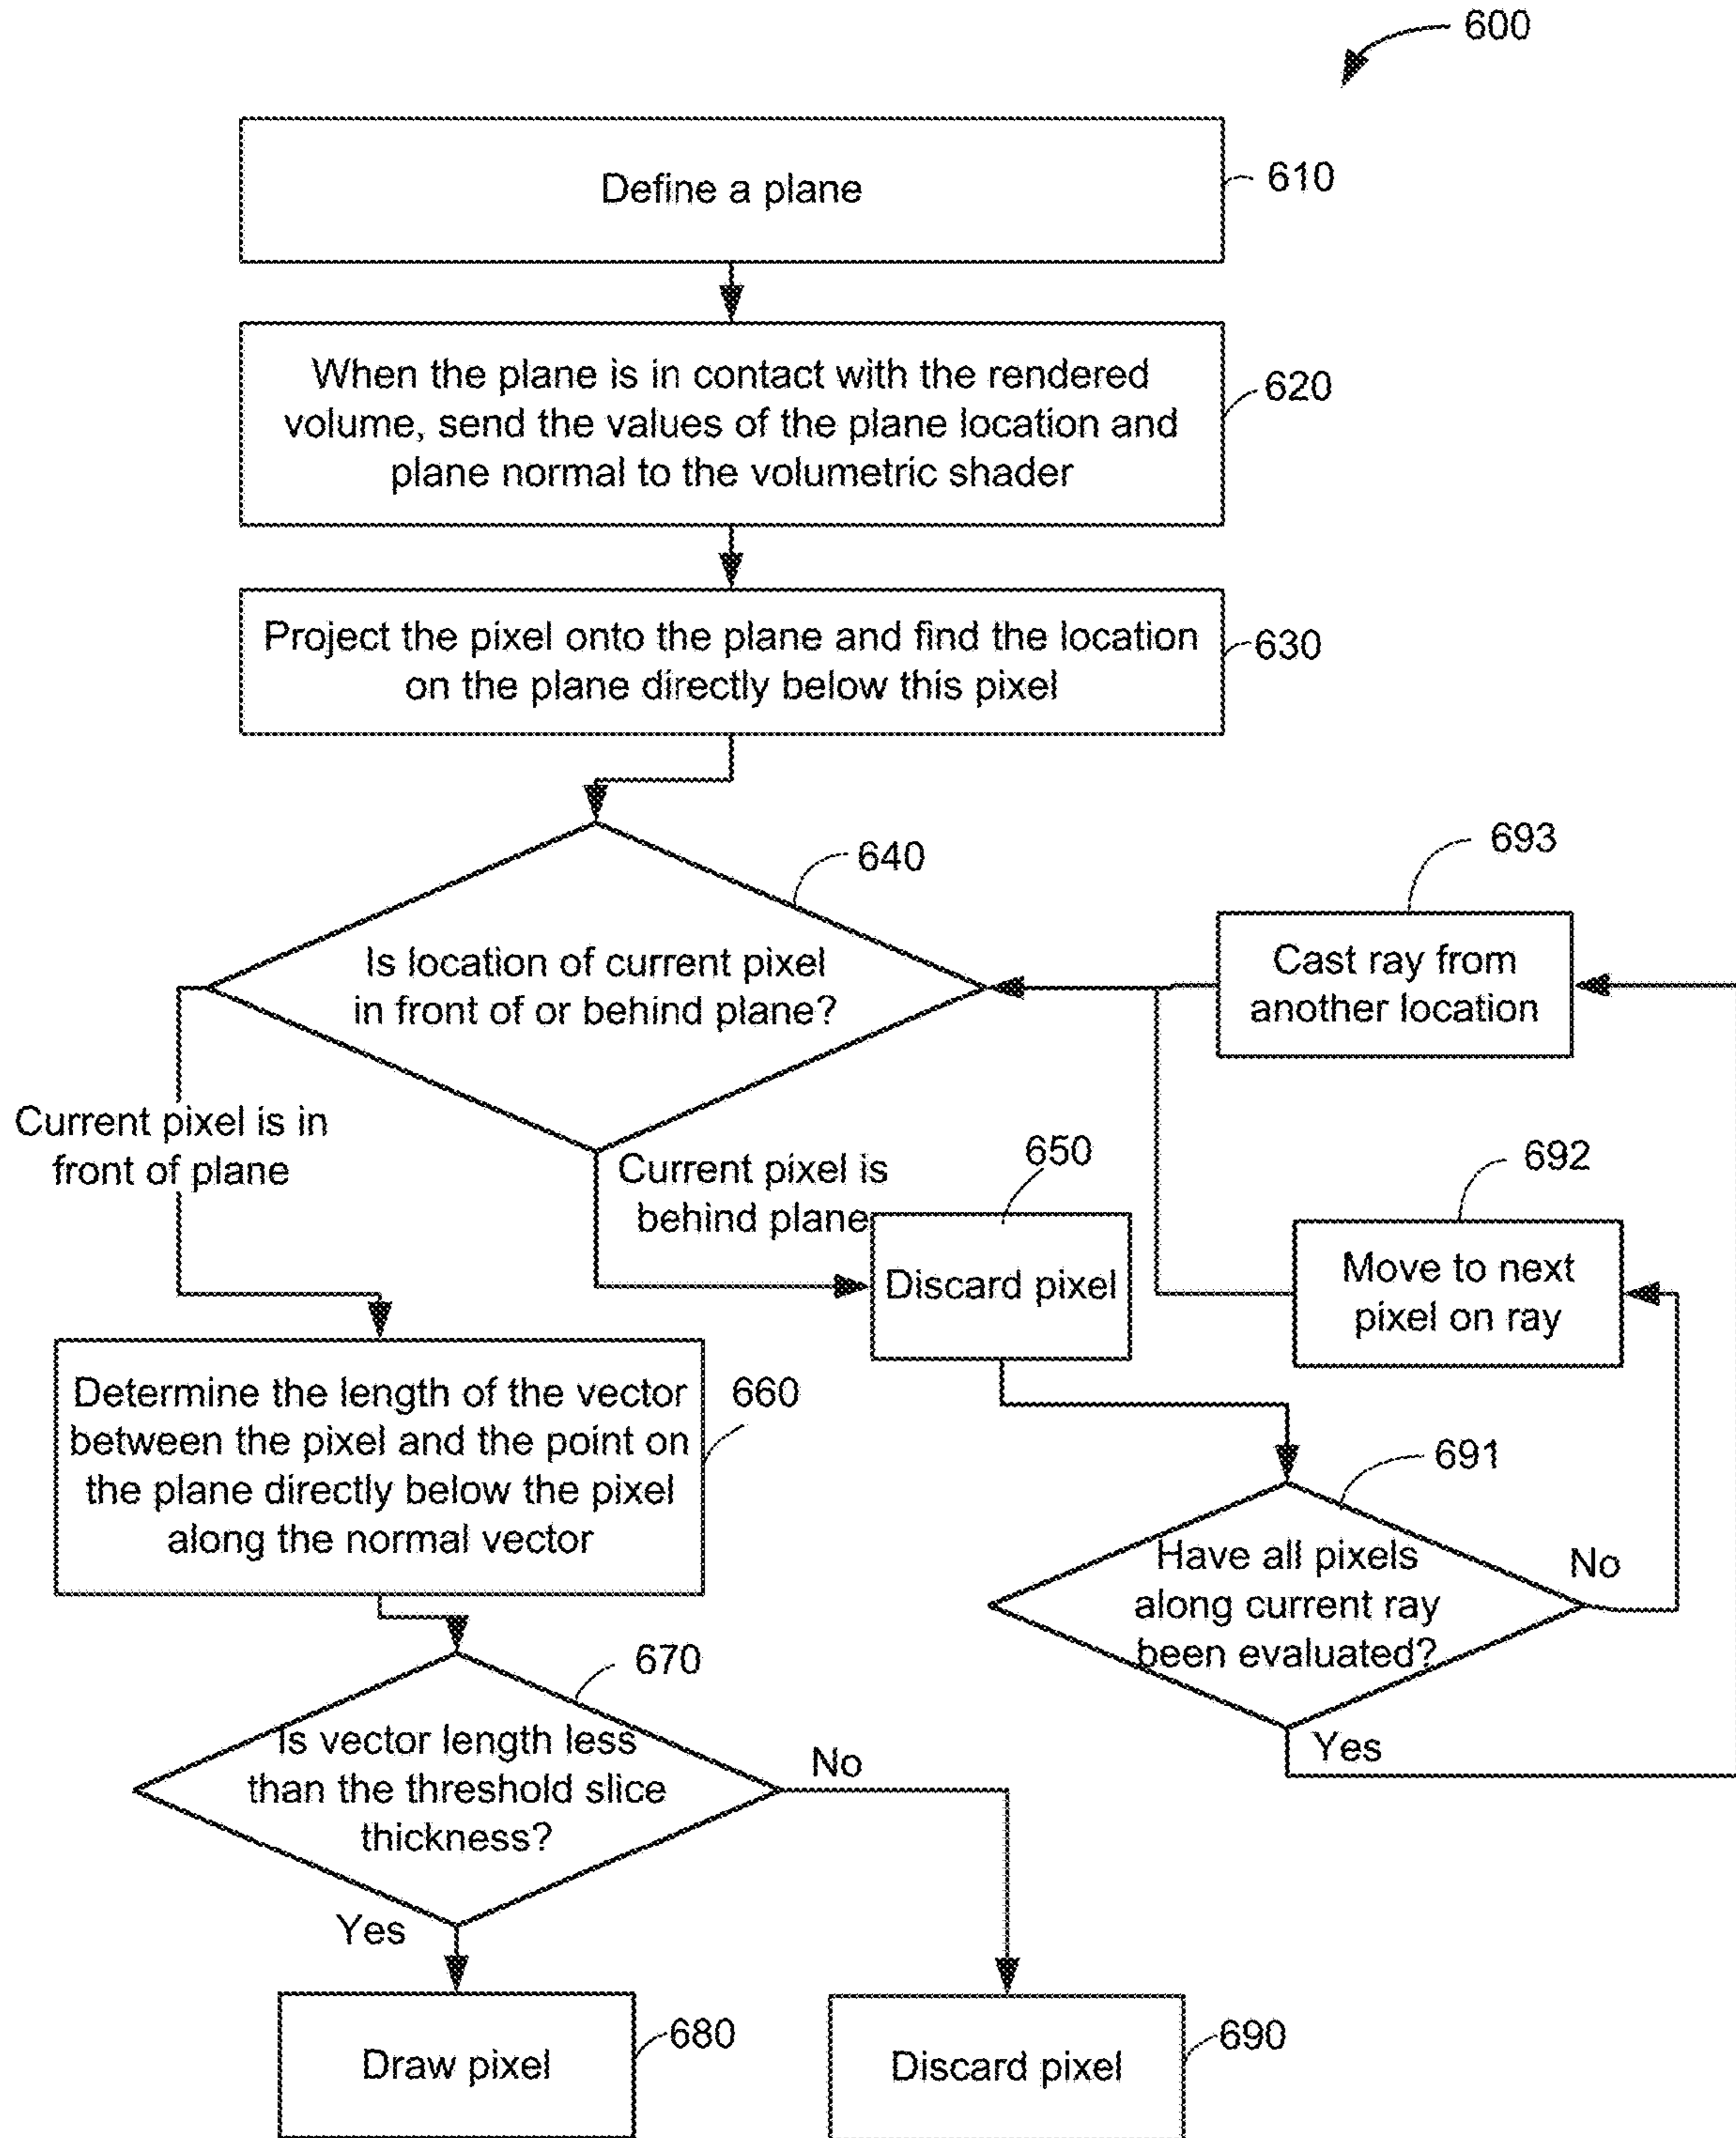 600
Define a plane
610
When the plane is in contact with the rendered
volume, send the values of the plane location and
plane normal to the volumetric shader
620
Project the pixel onto the plane and find the location
on the plane directly below this pixel
630
640
Is location of current pixel
in front of or behind plane?
693
Cast ray from
another location
Current pixel is in
front of plane
Current pixel is
behind plane
650
Discard pixel
692
Move to next
pixel on ray
Determine the length of the vector
between the pixel and the point on
the plane directly below the pixel
along the normal vector
660
691
Have all pixels
along current ray
been evaluated?
No
Yes
670
Is vector length less
than the threshold slice
thickness?
No
Yes
Draw pixel
680
Discard pixel
690